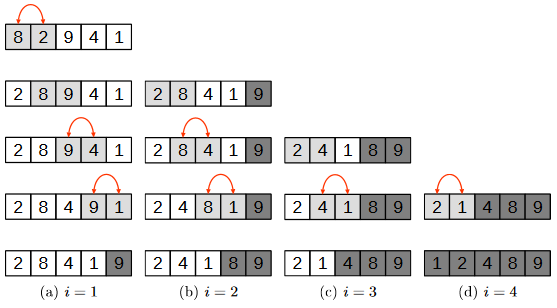 8 2 9 4 1
2 8 9 4 1
2 8 4 1 9
2 8 9 4 1
2 8 4 1 9
2 4 1 8 9
2 8 4 9 1
2 4 8 1 9
2 4 1 8 9
2 1 4 8 9
2 8 4 1 9
2 4 1 8 9
2 1 4 8 9
1 2 4 8 9
(a) i = 1
(b) i = 2
(c) i = 3
(d) i = 4